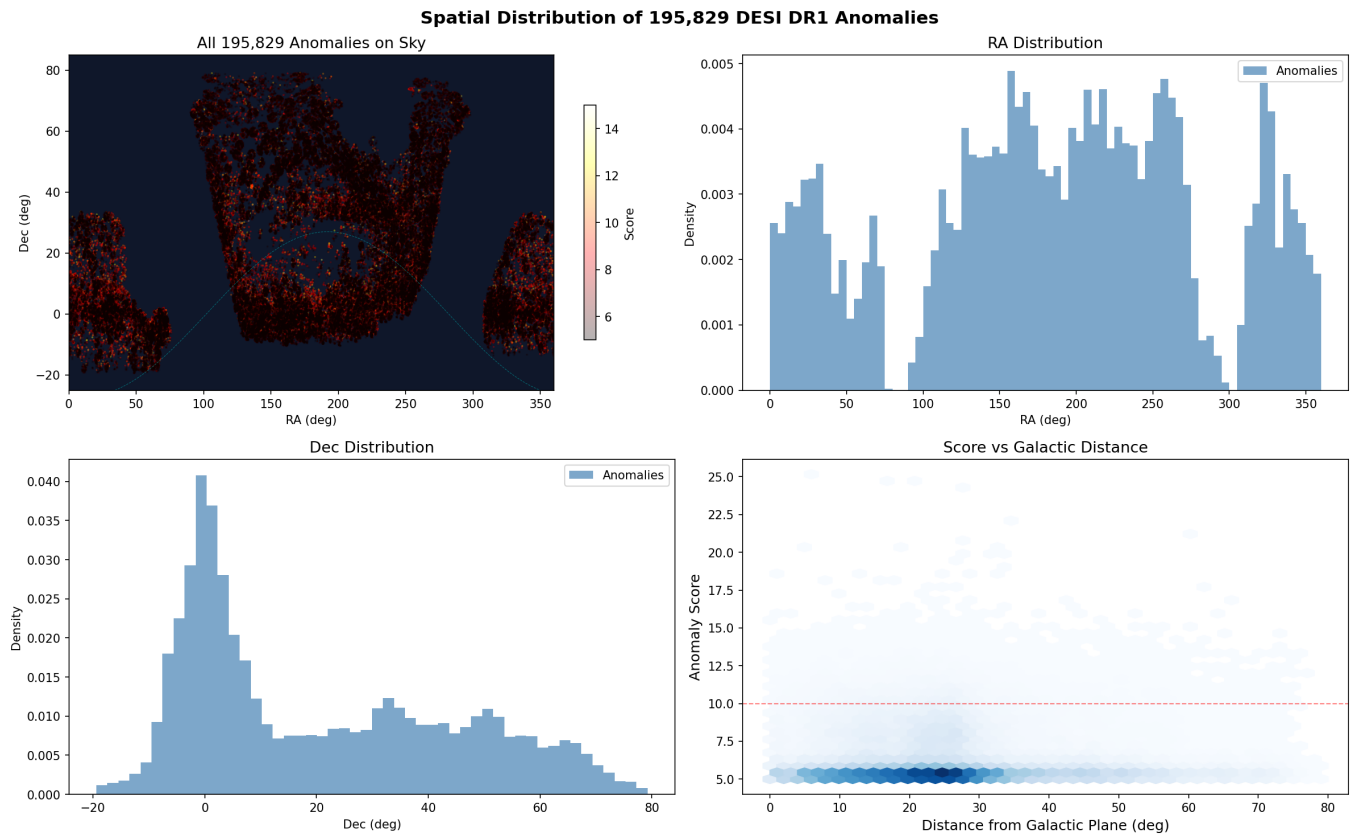 Spatial Distribution of 195,829 DESI DR1 Anomalies
All 195,829 Anomalies on Sky
80
60
40
20
0
−20
Dec (deg)
0 50 100 150 200 250 300 350
RA (deg)
14
12
10
8
6
Score
RA Distribution
Anomalies
0.005
0.004
0.003
0.002
0.001
0.000
Density
0 50 100 150 200 250 300 350
RA (deg)
Dec Distribution
Anomalies
0.040
0.035
0.030
0.025
0.020
0.015
0.010
0.005
0.000
Density
−20 0 20 40 60 80
Dec (deg)
Score vs Galactic Distance
25.0
22.5
20.0
17.5
15.0
12.5
10.0
7.5
5.0
Anomaly Score
0 10 20 30 40 50 60 70 80
Distance from Galactic Plane (deg)